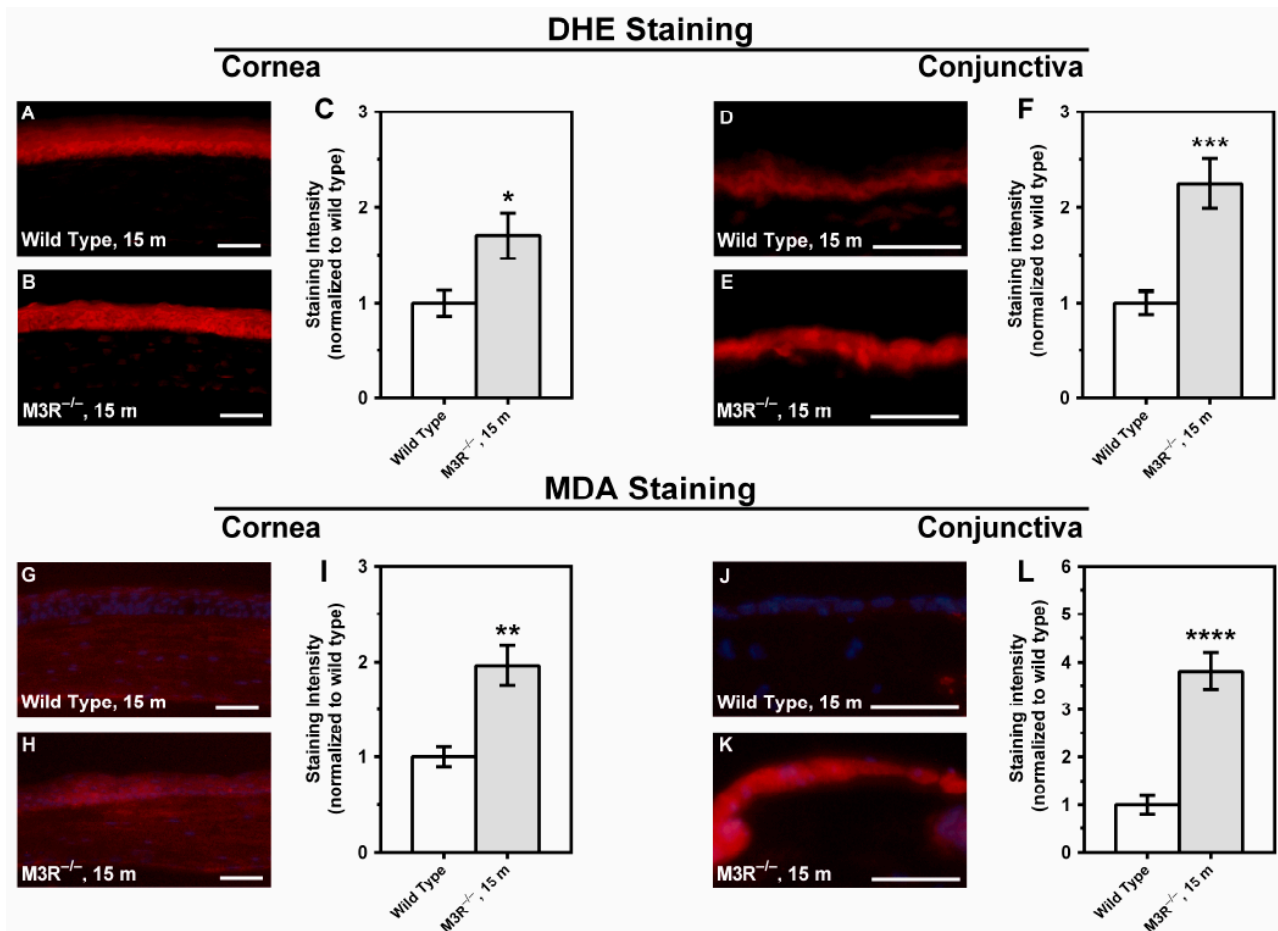 DHE Staining
Cornea
Conjunctiva
A
Wild Type, 15 m
B
M3R−/−, 15 m
C
Staining Intensity
(normalized to wild type)
3
2
1
0
*
Wild Type
M3R−/−, 15 m
D
Wild Type, 15 m
E
M3R−/−, 15 m
F
Staining intensity
(normalized to wild type)
3
2
1
0
***
Wild Type
M3R−/−, 15 m
MDA Staining
Cornea
Conjunctiva
G
Wild Type, 15 m
H
M3R−/−, 15 m
I
Staining Intensity
(normalized to wild type)
3
2
1
0
**
Wild Type
M3R−/−, 15 m
J
Wild Type, 15 m
K
M3R−/−, 15 m
L
Staining intensity
(normalized to wild type)
6
5
4
3
2
1
0
****
Wild Type
M3R−/−, 15 m